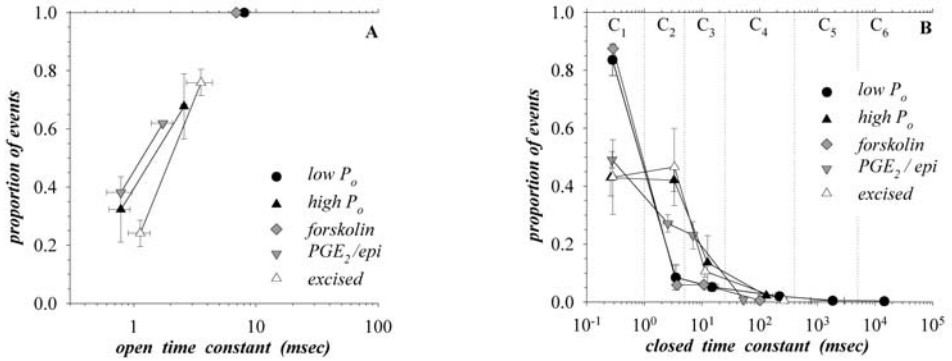 A
proportion of events
1.0
0.8
0.6
0.4
0.2
0.0
low Po
high Po
forskolin
PGE2/epi
excised
1 10 100
open time constant (msec)
C1 C2 C3 C4 C5 C6
B
proportion of events
1.0
0.8
0.6
0.4
0.2
0.0
low Po
high Po
forskolin
PGE2/epi
excised
10-1 100 101 102 103 104 105
closed time constant (msec)